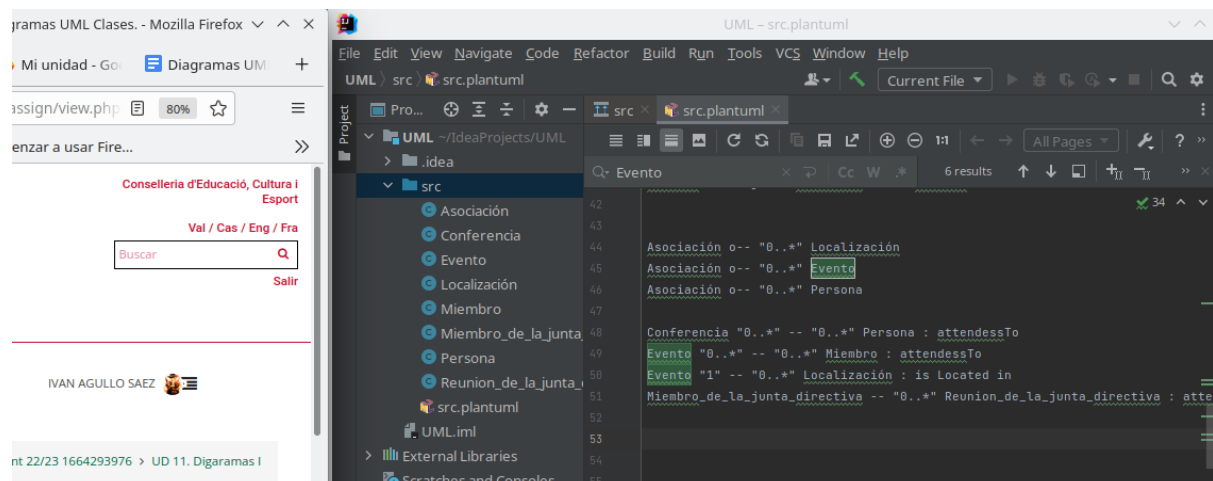 gramas UML Clases. - Mozilla Firefox
Mi unidad - Go
Diagramas UM
assign/view.php
80%
enzar a usar Fire...
Conselleria d'Educació, Cultura i
Esport
Val / Cas / Eng / Fra
Buscar
Salir
IVAN AGULLO SAEZ
nt 22/23 1664293976 > UD 11. Digaramas I
UML – src.plantuml
File Edit View Navigate Code Refactor Build Run Tools VCS Window Help
UML src src.plantuml
Current File
Project
Pro...
src
src.plantuml
UML ~/IdeaProjects/UML
.idea
src
Asociación
Conferencia
Evento
Localización
Miembro
Miembro_de_la_junta_
Persona
Reunion_de_la_junta_
src.plantuml
UML.iml
External Libraries
Scratches and Consoles
1:1
All Pages
Evento
Cc W .*
6 results
34
42
43
44 Asociación o-- "0..*" Localización
45 Asociación o-- "0..*" Evento
46 Asociación o-- "0..*" Persona
47
48 Conferencia "0..*" -- "0..*" Persona : attendessTo
49 Evento "0..*" -- "0..*" Miembro : attendessTo
50 Evento "1" -- "0..*" Localización : is Located in
51 Miembro_de_la_junta_directiva -- "0..*" Reunion_de_la_junta_directiva : atte
52
53
54
55